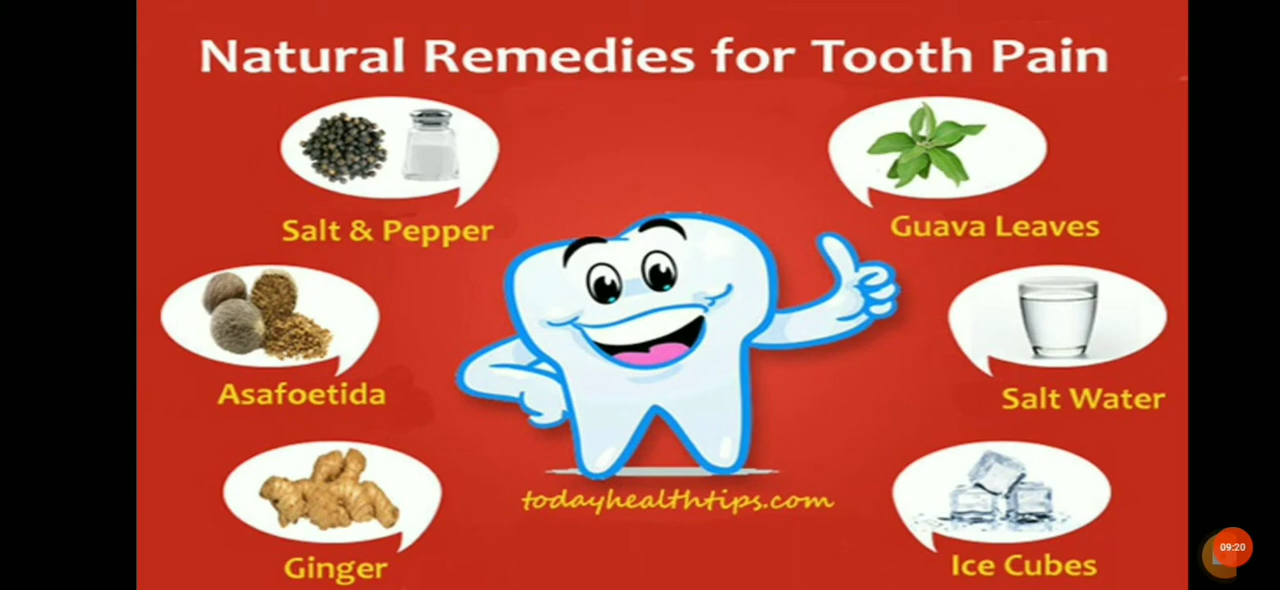 Natural Remedies for Tooth Pain
Salt & Pepper
Guava Leaves
Asafoetida
Salt Water
todayhealthtips.com
Ginger
Ice Cubes
09:20